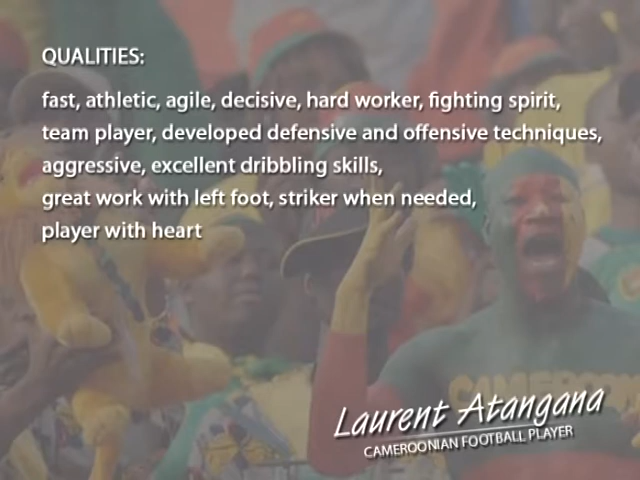 QUALITIES:
fast, athletic, agile, decisive, hard worker, fighting spirit,
team player, developed defensive and offensive techniques,
aggressive, excellent dribbling skills,
great work with left foot, striker when needed,
player with heart
CAMEROON
Laurent Atangana
CAMEROONIAN FOOTBALL PLAYER